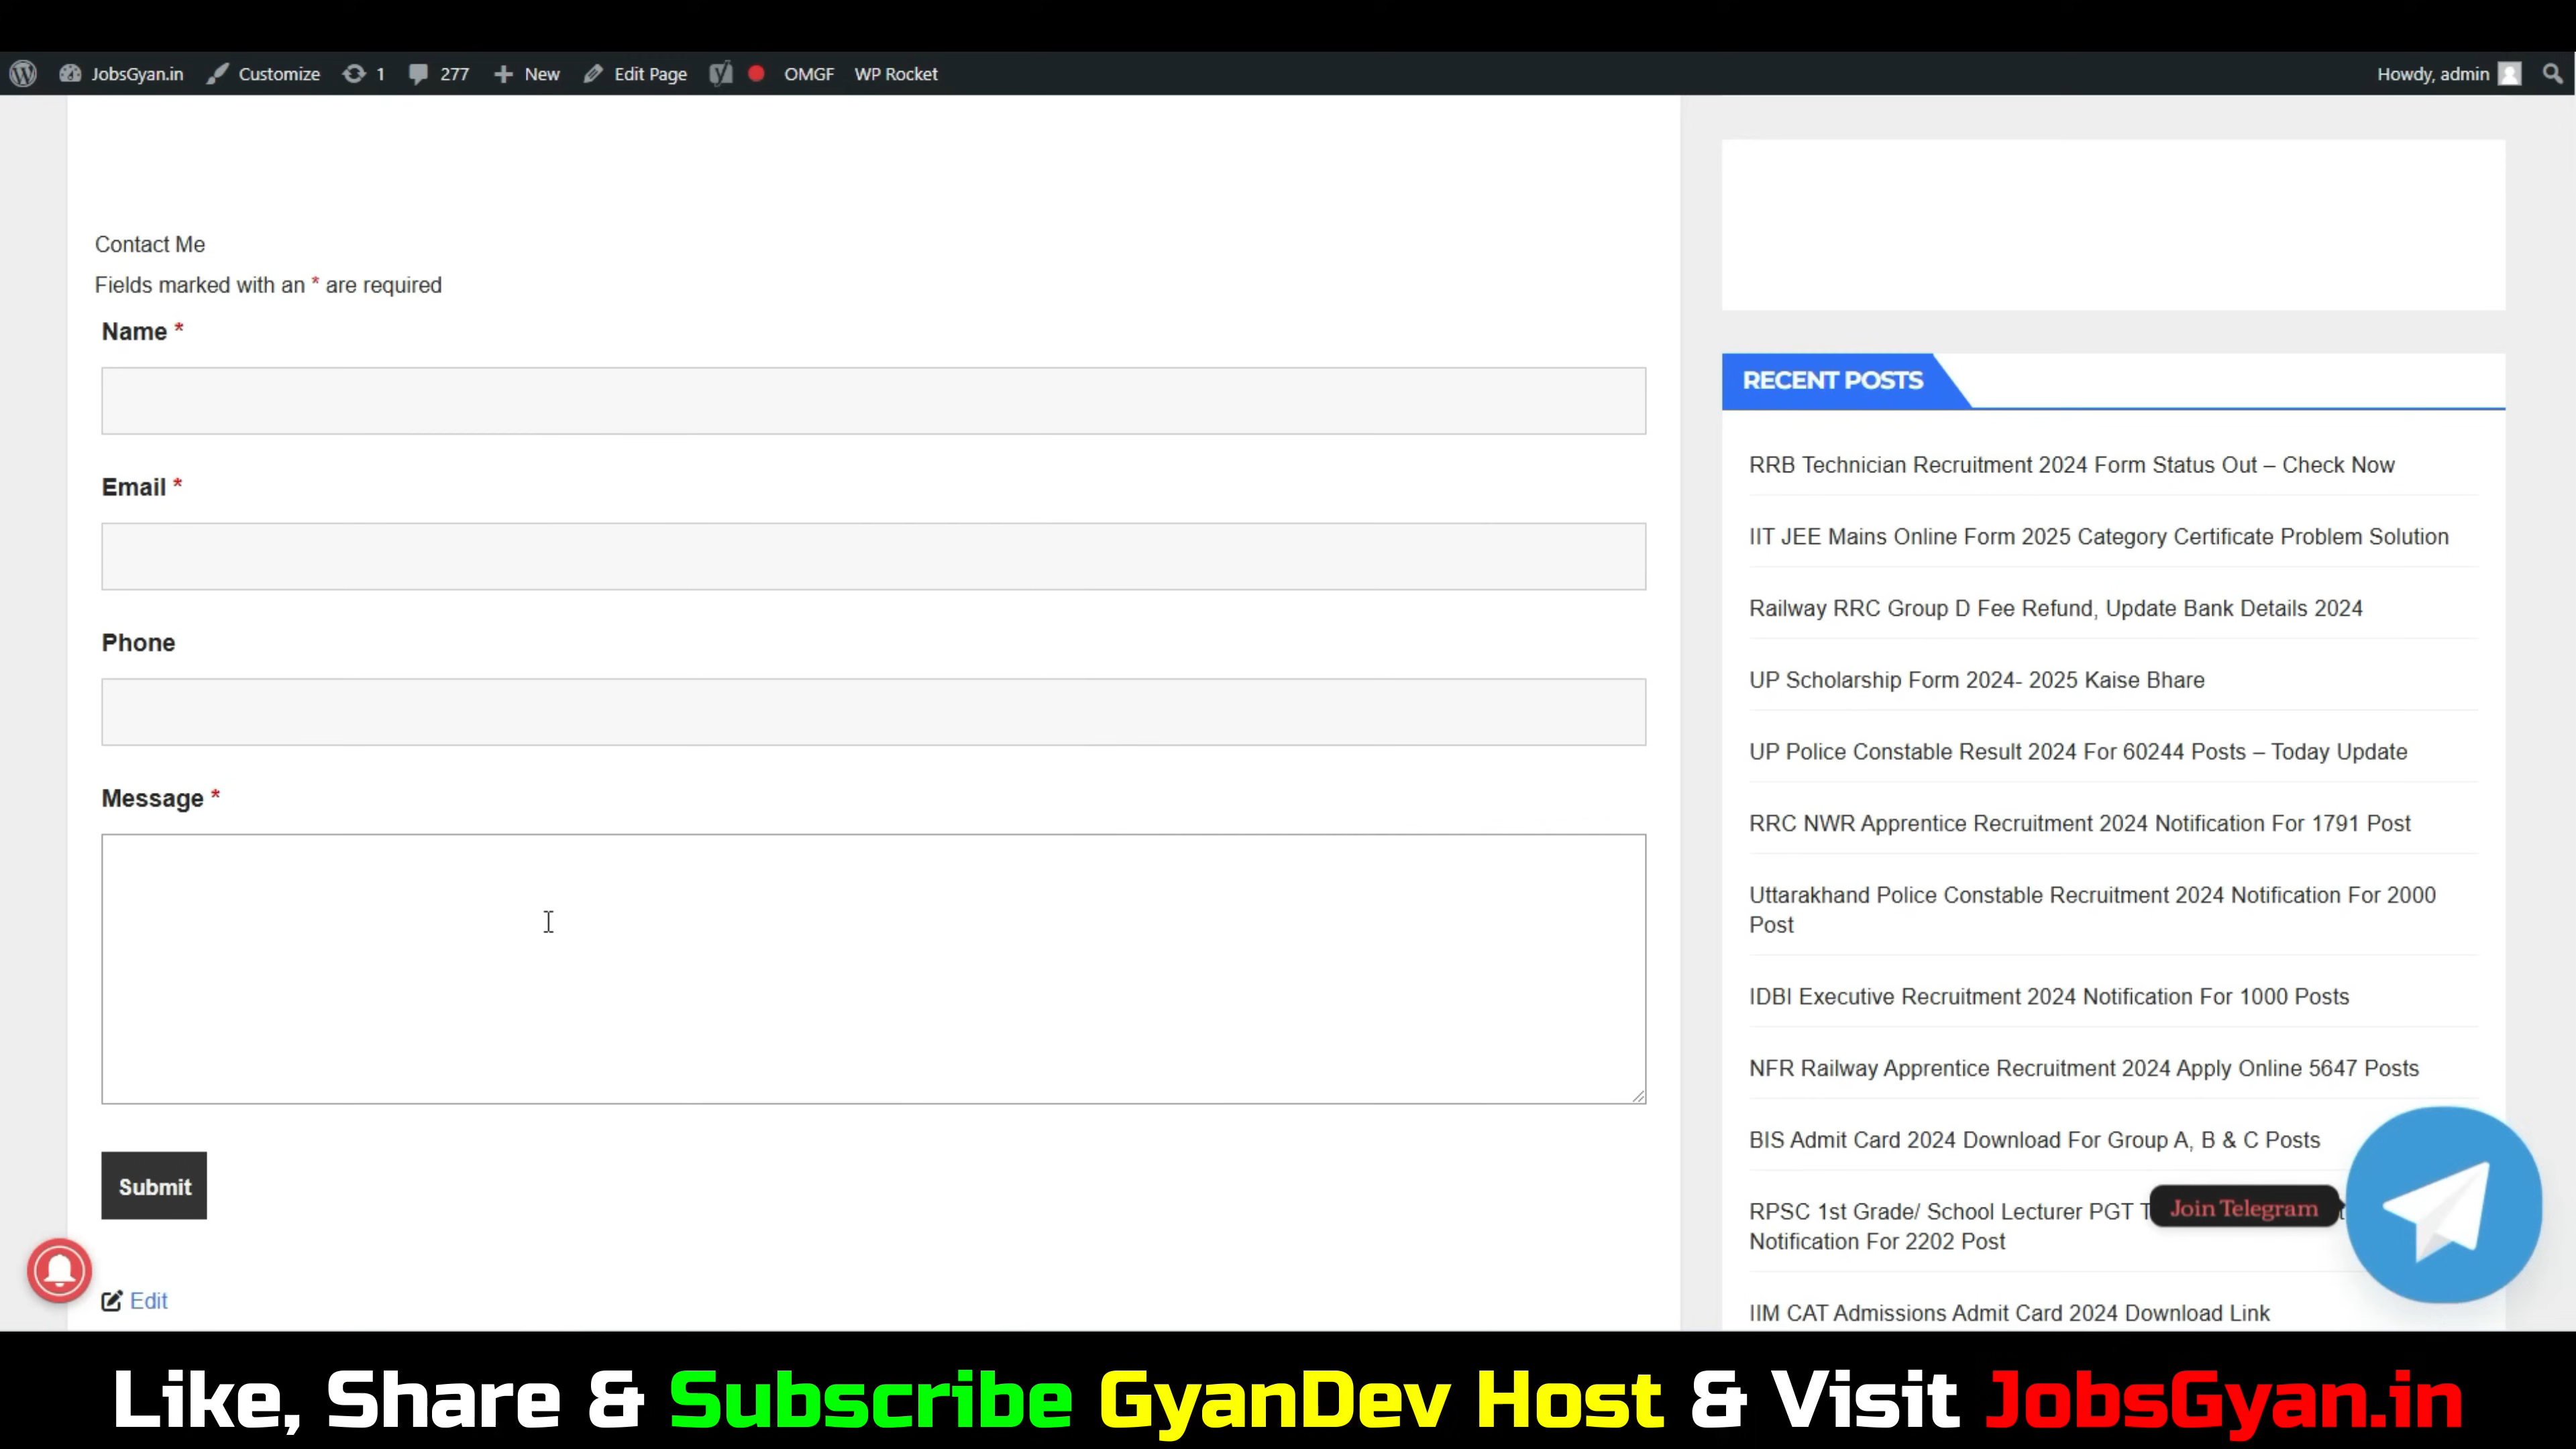 JobsGyan.in Customize 1 277 New Edit Page OMGF WP Rocket Howdy, admin
Contact Me
Fields marked with an * are required
Name *
Email *
Phone
Message *
Submit
Edit
RECENT POSTS
RRB Technician Recruitment 2024 Form Status Out – Check Now
IIT JEE Mains Online Form 2025 Category Certificate Problem Solution
Railway RRC Group D Fee Refund, Update Bank Details 2024
UP Scholarship Form 2024- 2025 Kaise Bhare
UP Police Constable Result 2024 For 60244 Posts – Today Update
RRC NWR Apprentice Recruitment 2024 Notification For 1791 Post
Uttarakhand Police Constable Recruitment 2024 Notification For 2000
Post
IDBI Executive Recruitment 2024 Notification For 1000 Posts
NFR Railway Apprentice Recruitment 2024 Apply Online 5647 Posts
BIS Admit Card 2024 Download For Group A, B & C Posts
RPSC 1st Grade/ School Lecturer PGT
Notification For 2202 Post
Join Telegram
IIM CAT Admissions Admit Card 2024 Download Link
Like, Share & Subscribe GyanDev Host & Visit JobsGyan.in